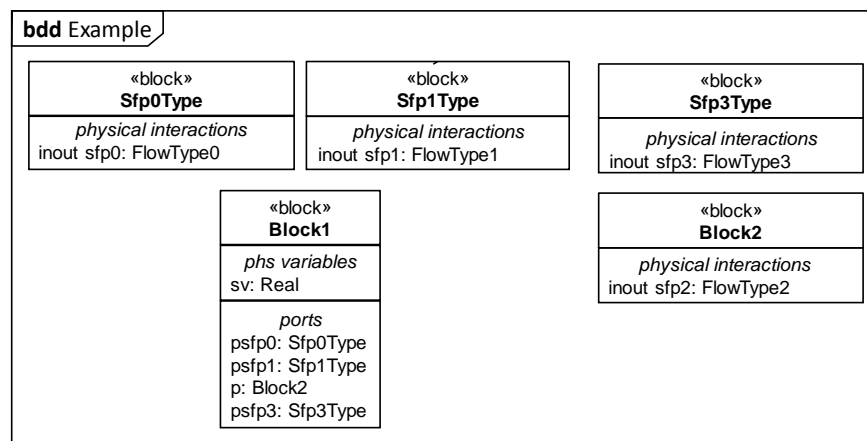 bdd Example
«block»
Sfp0Type
physical interactions
inout sfp0: FlowType0
«block»
Sfp1Type
physical interactions
inout sfp1: FlowType1
«block»
Sfp3Type
physical interactions
inout sfp3: FlowType3
«block»
Block1
phs variables
sv: Real
ports
psfp0: Sfp0Type
psfp1: Sfp1Type
p: Block2
psfp3: Sfp3Type
«block»
Block2
physical interactions
inout sfp2: FlowType2